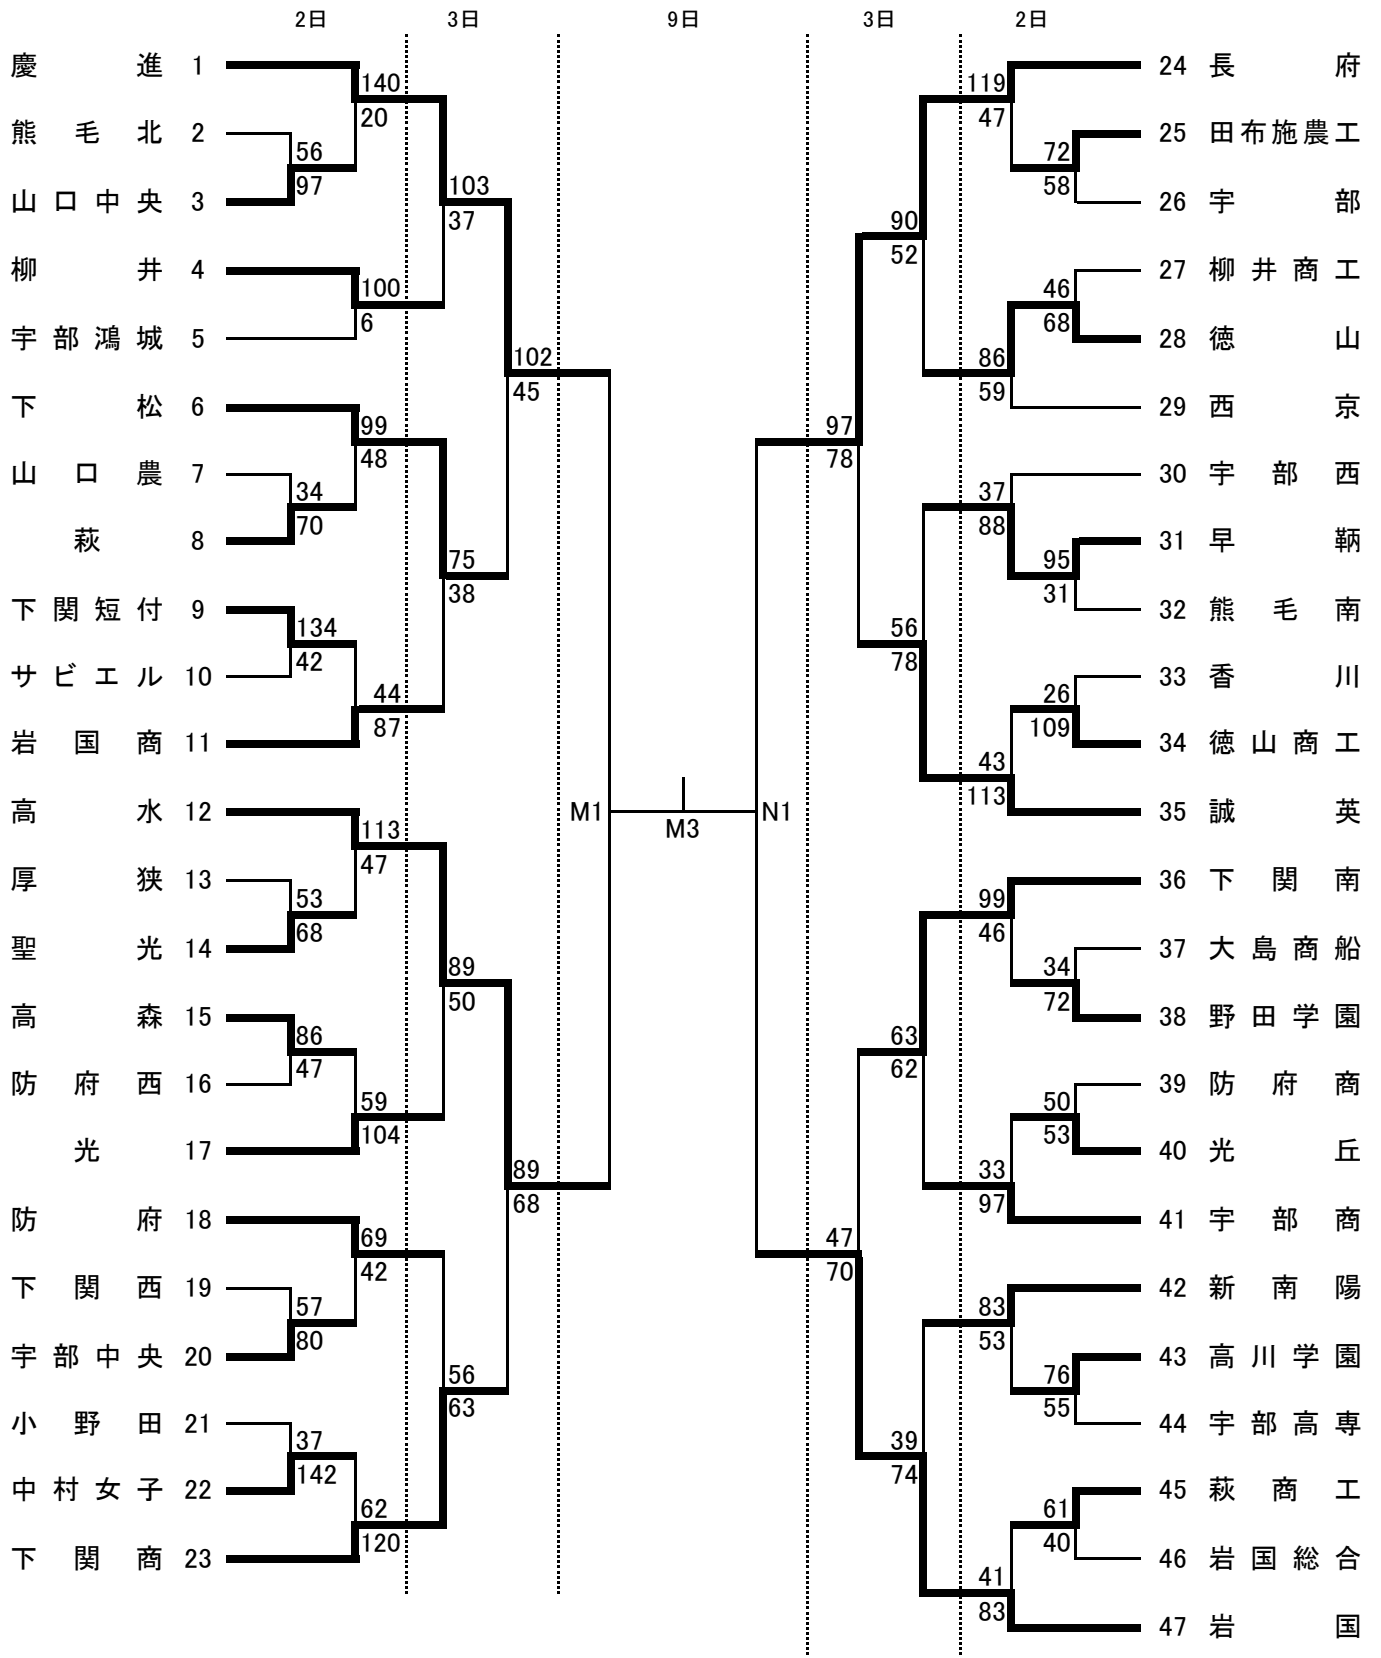 2日 3日 9日 3日 2日
慶進 1
熊毛北 2
山口中央 3
柳井 4
宇部鴻城 5
下松 6
山口農 7
萩 8
下関短付 9
サビエル 10
岩国商 11
高水 12
厚狭 13
聖光 14
高森 15
防府西 16
光 17
防府 18
下関西 19
宇部中央 20
小野田 21
中村女子 22
下関商 23
140
20
56
97
100
6
99
48
34
70
134
42
44
87
113
47
53
68
86
47
59
104
69
42
57
80
37
142
62
120
103
37
75
38
89
50
56
63
102
45
89
68
M1
M3
N1
97
78
47
70
90
52
56
78
63
62
39
74
119
47
72
58
46
68
86
59
37
88
95
31
26
109
43
113
99
46
34
72
50
53
33
97
83
53
76
55
61
40
41
83
24 長府
25 田布施農工
26 宇部
27 柳井商工
28 徳山
29 西京
30 宇部西
31 早鞆
32 熊毛南
33 香川
34 徳山商工
35 誠英
36 下関南
37 大島商船
38 野田学園
39 防府商
40 光丘
41 宇部商
42 新南陽
43 高川学園
44 宇部高専
45 萩商工
46 岩国総合
47 岩国